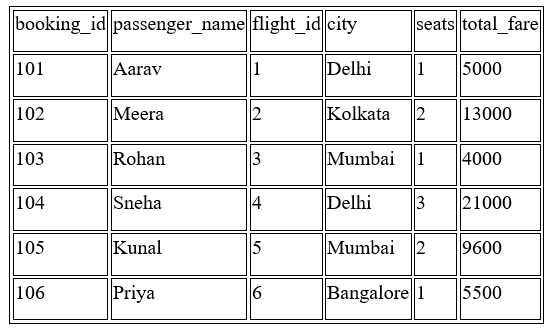 booking_id passenger_name flight_id city seats total_fare
101 Aarav 1 Delhi 1 5000
102 Meera 2 Kolkata 2 13000
103 Rohan 3 Mumbai 1 4000
104 Sneha 4 Delhi 3 21000
105 Kunal 5 Mumbai 2 9600
106 Priya 6 Bangalore 1 5500